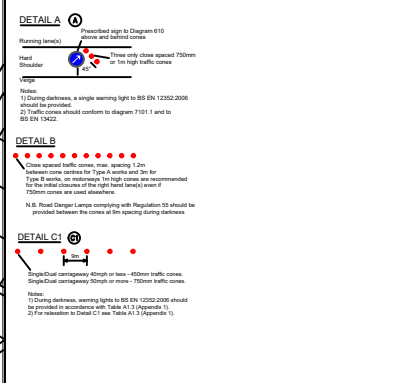 DETAIL A A
Prescribed sign to Diagram 610
above and behind cones
Running lane(s)
Three only close spaced 750mm
or 1m high traffic cones
Hard
Shoulder
45°
Verge
Notes:
1) During darkness, a single warning light to BS EN 12352:2006
should be provided.
2) Traffic cones should conform to diagram 7101.1 and to
BS EN 13422.
DETAIL B
Close spaced traffic cones, max. spacing 1.2m
between cone centres for Type A works and 3m for
Type B works, on motorways 1m high cones are recommended
for the initial closures of the right hand lane(s) even if
750mm cones are used elsewhere.
N.B. Road Danger Lamps complying with Regulation 55 should be
provided between the cones at 9m spacing during darkness
DETAIL C1 C1
9m
Single/Dual carriageway 40mph or less - 450mm traffic cones.
Single/Dual carriageway 50mph or more - 750mm traffic cones.
Notes:
1) During darkness, warning lights to BS EN 12352:2006 should
be provided in accordance with Table A1.3 (Appendix 1).
2) For relaxation to Detail C1 see Table A1.3 (Appendix 1).